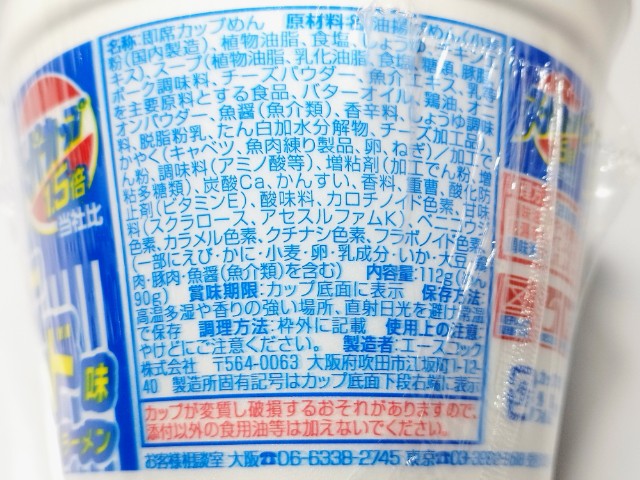 名称:即席カップめん 原材料名:油揚げめん(小麦
粉(国内製造)、植物油脂、食塩、しょうゆ、チキンエ
キス)、スープ(植物油脂、乳化油脂、食塩、糖類、豚脂、
ポーク調味料、チーズパウダー、魚介エキス、乳等
を主要原料とする食品、バターオイル、鶏油、オニ
オンパウダー、魚醤(魚介類)、香辛料、しょうゆ調味
料、脱脂粉乳、たん白加水分解物、チーズ加工品)、
かやく(キャベツ、魚肉練り製品、卵、ねぎ)/加工で
ん粉、調味料(アミノ酸等)、増粘剤(加工でん粉、増
粘多糖類)、炭酸Ca、かんすい、香料、重曹、酸化防
止剤(ビタミンE)、酸味料、カロチノイド色素、甘味
料(スクラロース、アセスルファムK)、ベニコウジ
色素、カラメル色素、クチナシ色素、フラボノイド色素、
(一部にえび・かに・小麦・卵・乳成分・いか・大豆・鶏
肉・豚肉・魚醤(魚介類)を含む) 内容量:112g(めん
90g) 賞味期限:カップ底面に表示 保存方法:
高温多湿や香りの強い場所、直射日光を避け常温
で保存 調理方法:枠外に記載 使用上の注意:
やけどにご注意ください。 製造者:エースコック
株式会社 〒564-0063 大阪府吹田市江坂町1-12-
40 製造所固有記号はカップ底面下段右端に表示
カップが変質し破損するおそれがありますので、
添付以外の食用油等は加えないでください。
お客様相談室 大阪☎06-6338-2745 東京☎03-
カップ
1.5倍
当社比
ド
味
ラーメン